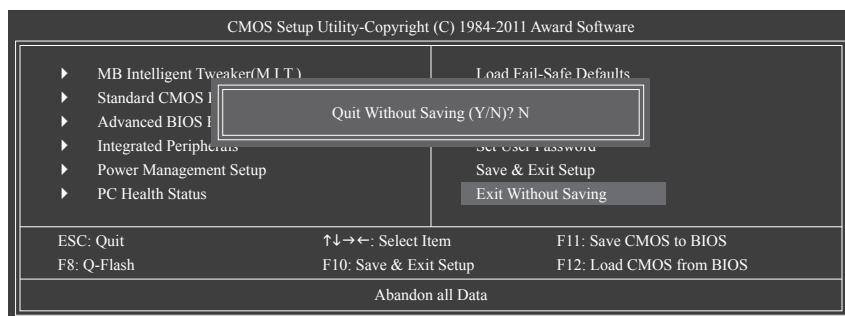 CMOS Setup Utility-Copyright (C) 1984-2011 Award Software
MB Intelligent Tweaker(M.I.T.)
Standard CMOS
Advanced BIOS
Integrated Peripherals
Power Management Setup
PC Health Status
Load Fail-Safe Defaults
Set User Password
Save & Exit Setup
Exit Without Saving
Quit Without Saving (Y/N)? N
ESC: Quit ↑↓→←: Select Item F11: Save CMOS to BIOS
F8: Q-Flash F10: Save & Exit Setup F12: Load CMOS from BIOS
Abandon all Data